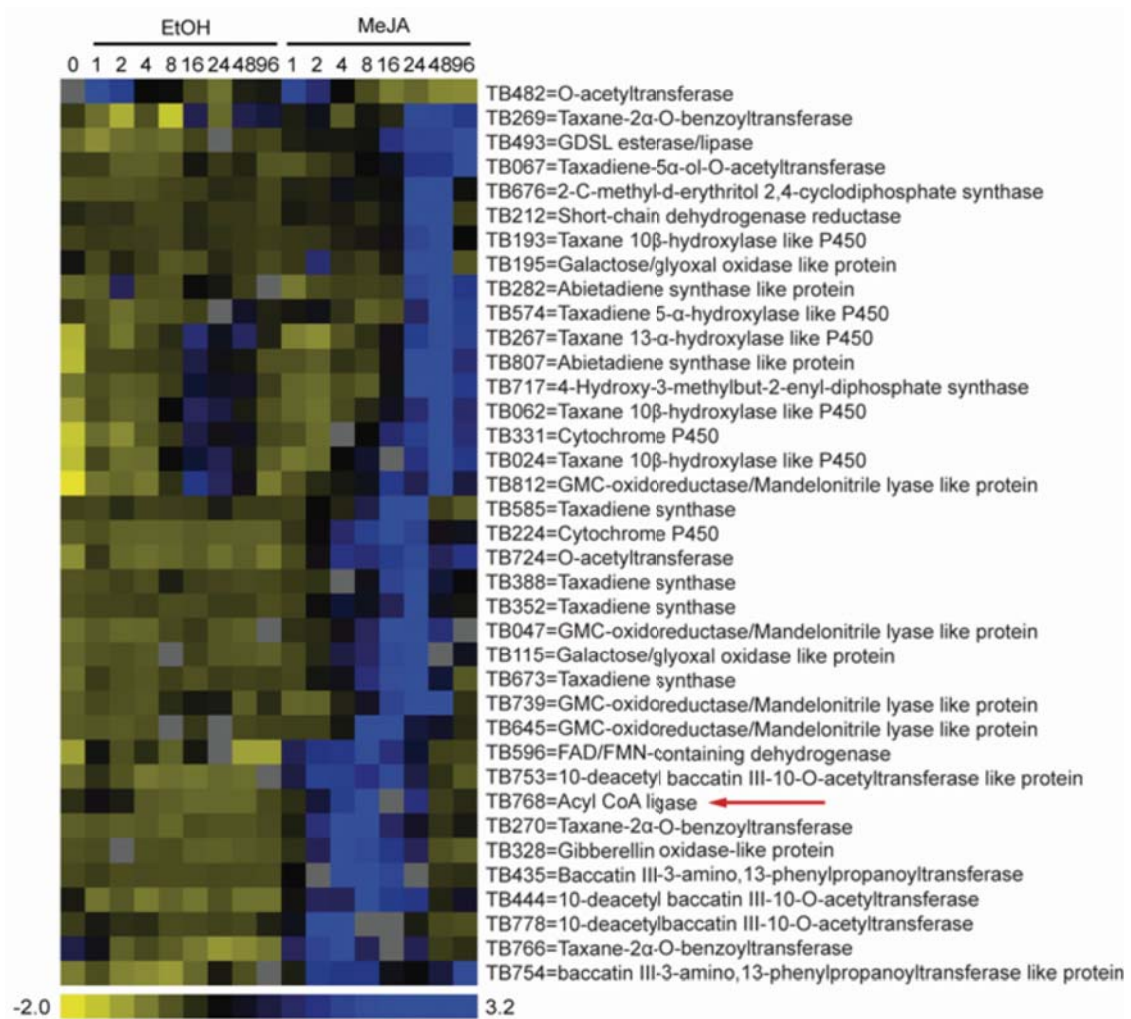 EtOH MeJA
0 1 2 4 8 16 24 48 96 1 2 4 8 16 24 48 96
TB482=O-acetyltransferase
TB269=Taxane-2α-O-benzoyltransferase
TB493=GDSL esterase/lipase
TB067=Taxadiene-5α-ol-O-acetyltransferase
TB676=2-C-methyl-d-erythritol 2,4-cyclodiphosphate synthase
TB212=Short-chain dehydrogenase reductase
TB193=Taxane 10β-hydroxylase like P450
TB195=Galactose/glyoxal oxidase like protein
TB282=Abietadiene synthase like protein
TB574=Taxadiene 5-α-hydroxylase like P450
TB267=Taxane 13-α-hydroxylase like P450
TB807=Abietadiene synthase like protein
TB717=4-Hydroxy-3-methylbut-2-enyl-diphosphate synthase
TB062=Taxane 10β-hydroxylase like P450
TB331=Cytochrome P450
TB024=Taxane 10β-hydroxylase like P450
TB812=GMC-oxidoreductase/Mandelonitrile lyase like protein
TB585=Taxadiene synthase
TB224=Cytochrome P450
TB724=O-acetyltransferase
TB388=Taxadiene synthase
TB352=Taxadiene synthase
TB047=GMC-oxidoreductase/Mandelonitrile lyase like protein
TB115=Galactose/glyoxal oxidase like protein
TB673=Taxadiene synthase
TB739=GMC-oxidoreductase/Mandelonitrile lyase like protein
TB645=GMC-oxidoreductase/Mandelonitrile lyase like protein
TB596=FAD/FMN-containing dehydrogenase
TB753=10-deacetyl baccatin III-10-O-acetyltransferase like protein
TB768=Acyl CoA ligase
TB270=Taxane-2α-O-benzoyltransferase
TB328=Gibberellin oxidase-like protein
TB435=Baccatin III-3-amino,13-phenylpropanoyltransferase
TB444=10-deacetyl baccatin III-10-O-acetyltransferase
TB778=10-deacetylbaccatin III-10-O-acetyltransferase
TB766=Taxane-2α-O-benzoyltransferase
TB754=baccatin III-3-amino,13-phenylpropanoyltransferase like protein
-2.0 3.2